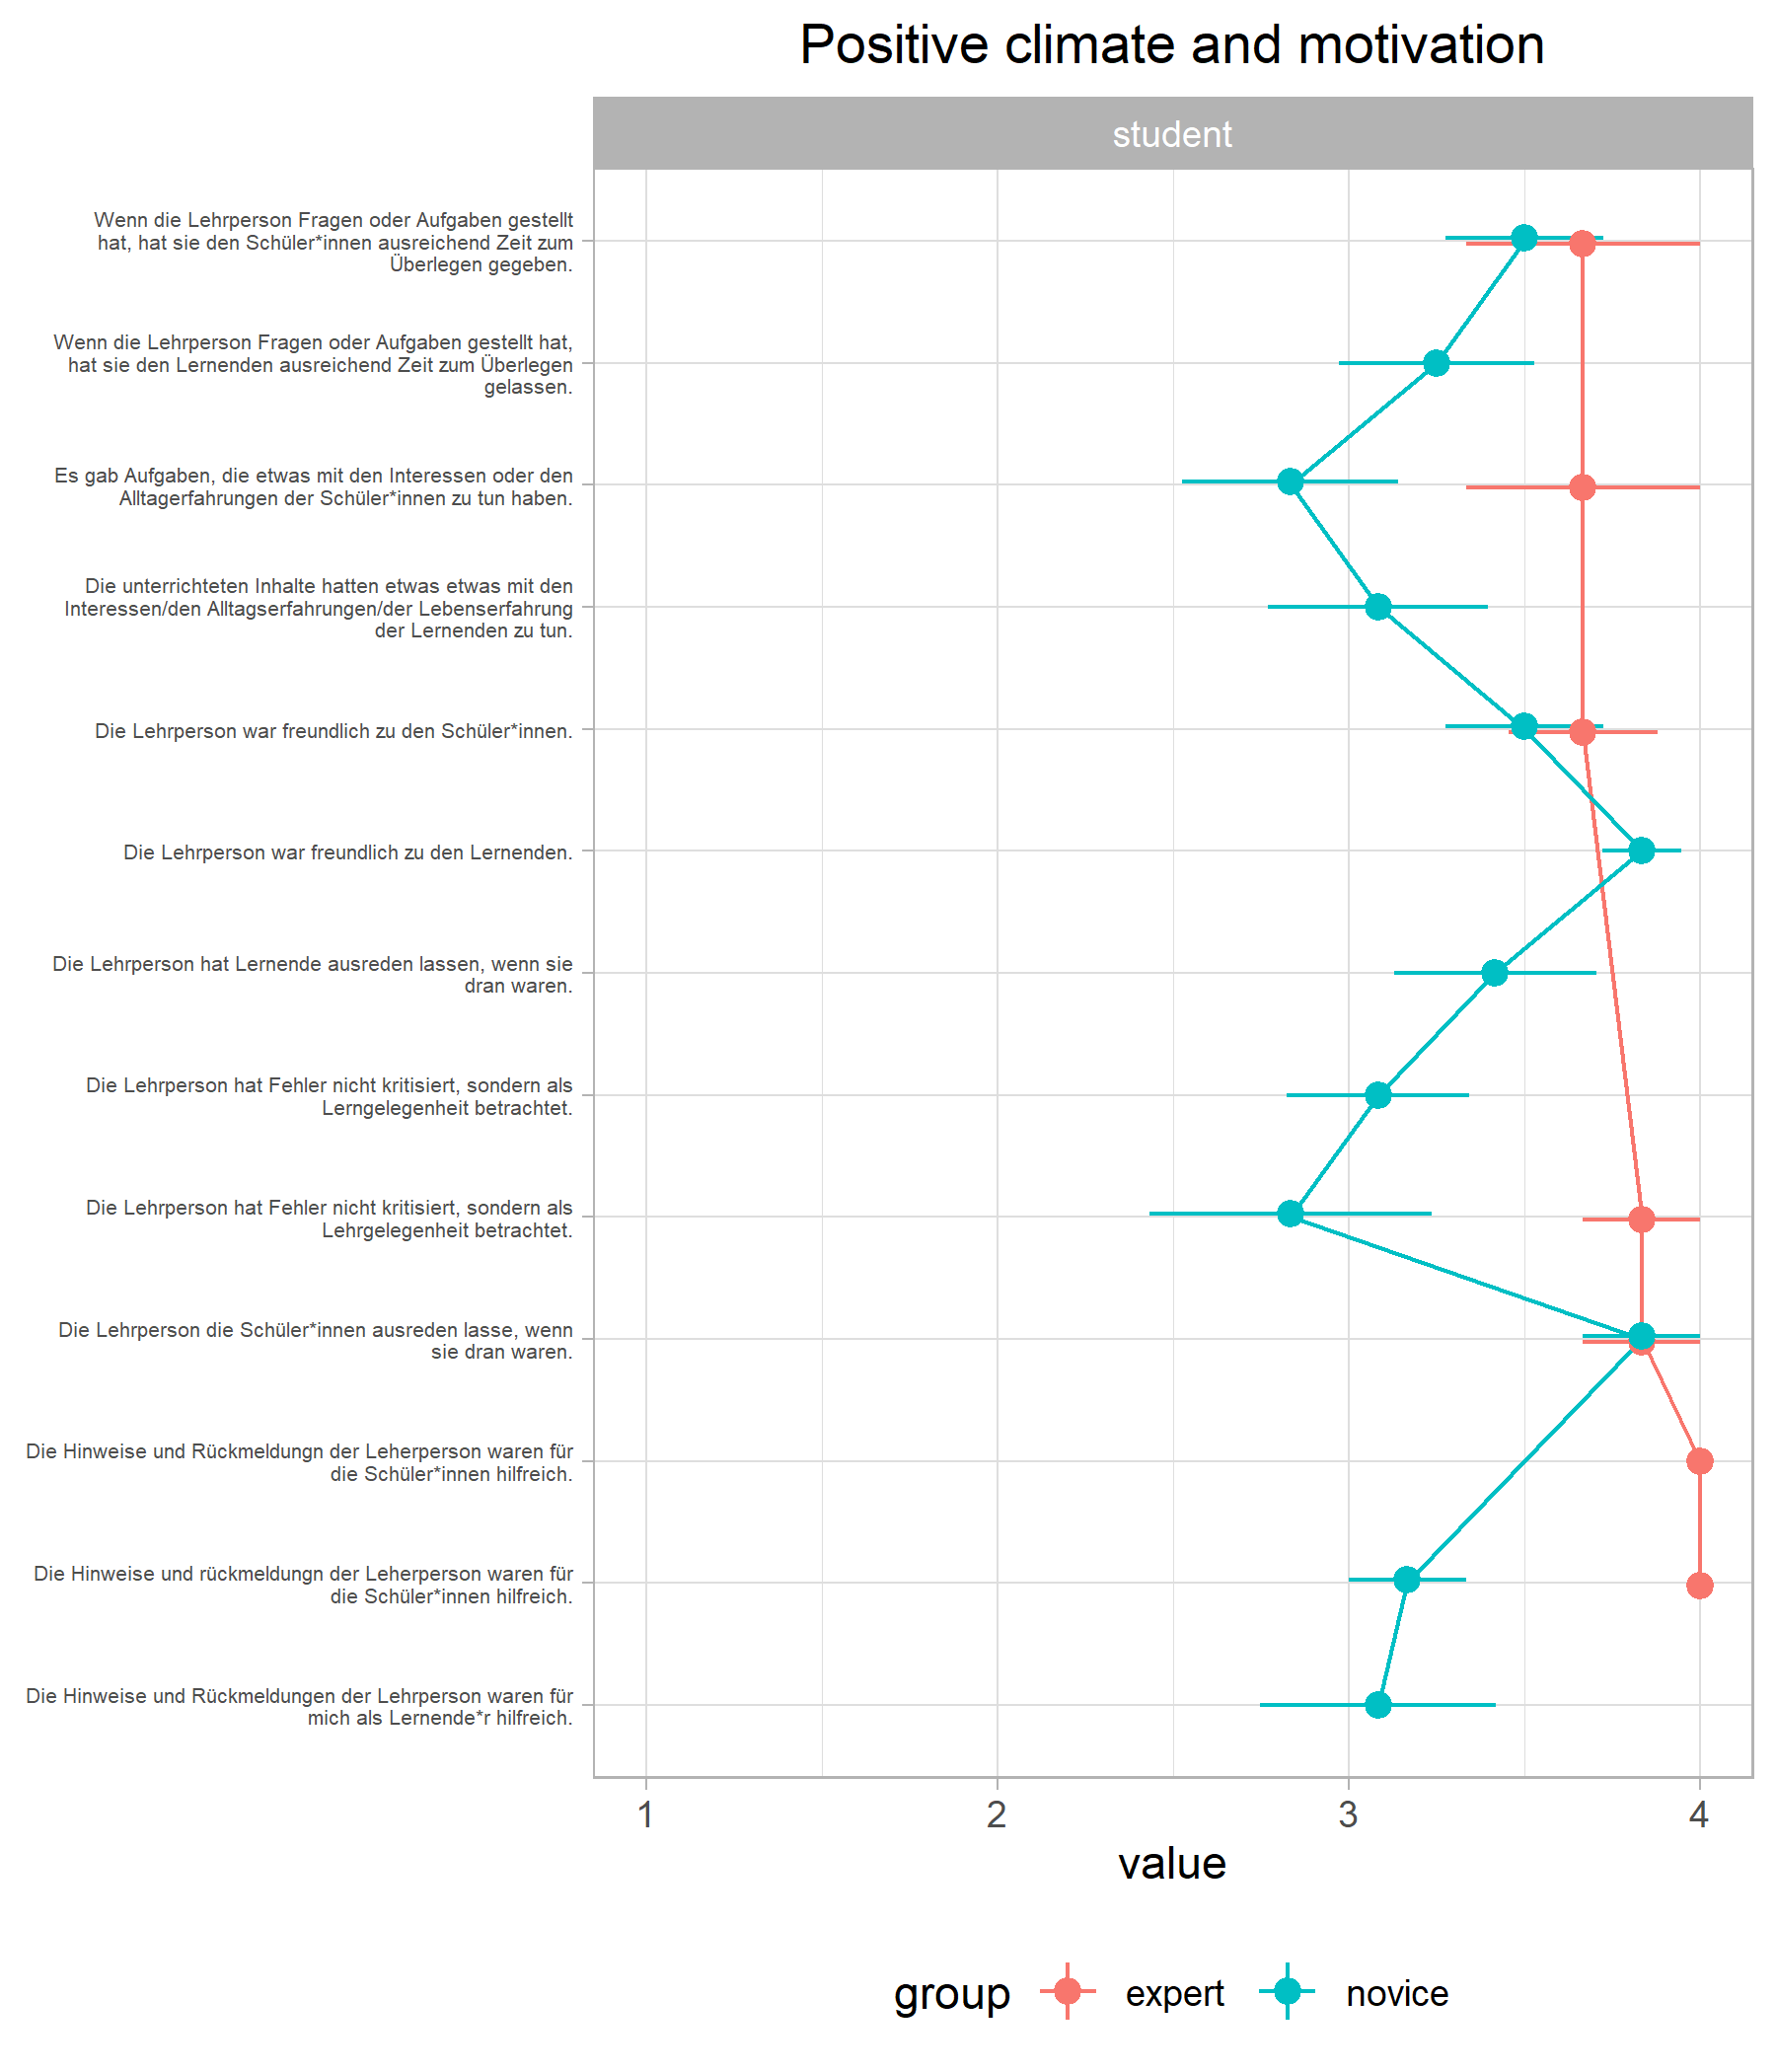 Positive climate and motivation
student
Wenn die Lehrperson Fragen oder Aufgaben gestellt
hat, hat sie den Schüler*innen ausreichend Zeit zum
Überlegen gegeben.
Wenn die Lehrperson Fragen oder Aufgaben gestellt hat,
hat sie den Lernenden ausreichend Zeit zum Überlegen
gelassen.
Es gab Aufgaben, die etwas mit den Interessen oder den
Alltagerfahrungen der Schüler*innen zu tun haben.
Die unterrichteten Inhalte hatten etwas etwas mit den
Interessen/den Alltagserfahrungen/der Lebenserfahrung
der Lernenden zu tun.
Die Lehrperson war freundlich zu den Schüler*innen.
Die Lehrperson war freundlich zu den Lernenden.
Die Lehrperson hat Lernende ausreden lassen, wenn sie
dran waren.
Die Lehrperson hat Fehler nicht kritisiert, sondern als
Lerngelegenheit betrachtet.
Die Lehrperson hat Fehler nicht kritisiert, sondern als
Lehrgelegenheit betrachtet.
Die Lehrperson die Schüler*innen ausreden lasse, wenn
sie dran waren.
Die Hinweise und Rückmeldungn der Leherperson waren für
die Schüler*innen hilfreich.
Die Hinweise und rückmeldungn der Leherperson waren für
die Schüler*innen hilfreich.
Die Hinweise und Rückmeldungen der Lehrperson waren für
mich als Lernende*r hilfreich.
1 2 3 4
value
group expert novice